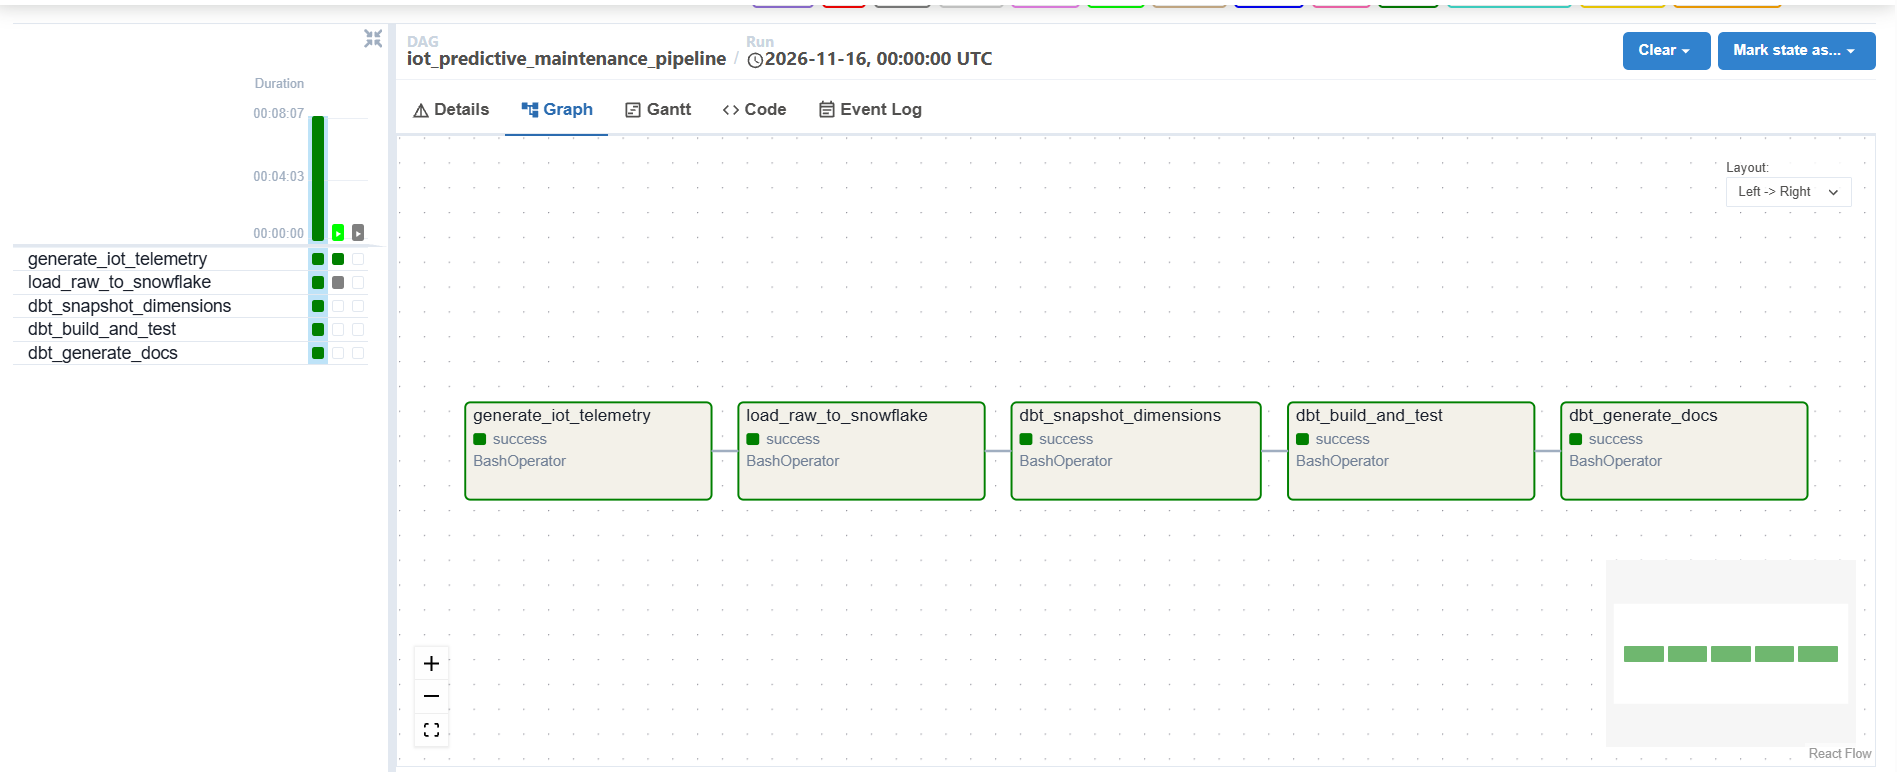 DAG
iot_predictive_maintenance_pipeline
/
Run
2026-11-16, 00:00:00 UTC
Clear
Mark state as...
Details
Graph
Gantt
Code
Event Log
Duration
00:08:07
00:04:03
00:00:00
generate_iot_telemetry
load_raw_to_snowflake
dbt_snapshot_dimensions
dbt_build_and_test
dbt_generate_docs
Layout:
Left -> Right
generate_iot_telemetry
success
BashOperator
load_raw_to_snowflake
success
BashOperator
dbt_snapshot_dimensions
success
BashOperator
dbt_build_and_test
success
BashOperator
dbt_generate_docs
success
BashOperator
React Flow